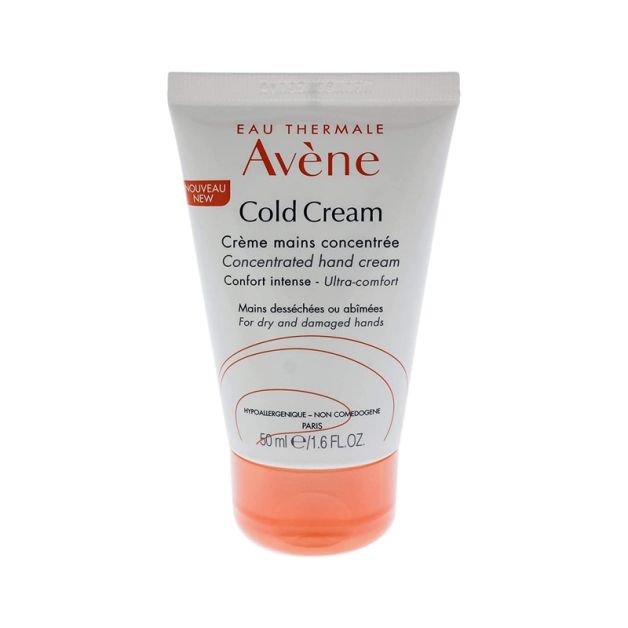 EAU THERMALE
Avène
NOUVEAU
NEW
Cold Cream
Crème mains concentrée
Concentrated hand cream
Confort intense - Ultra-comfort
Mains desséchées ou abîmées
For dry and damaged hands
HYPOALLERGENIQUE – NON COMEDOGENE
PARIS
50 ml ℮/1.6 FL.OZ.